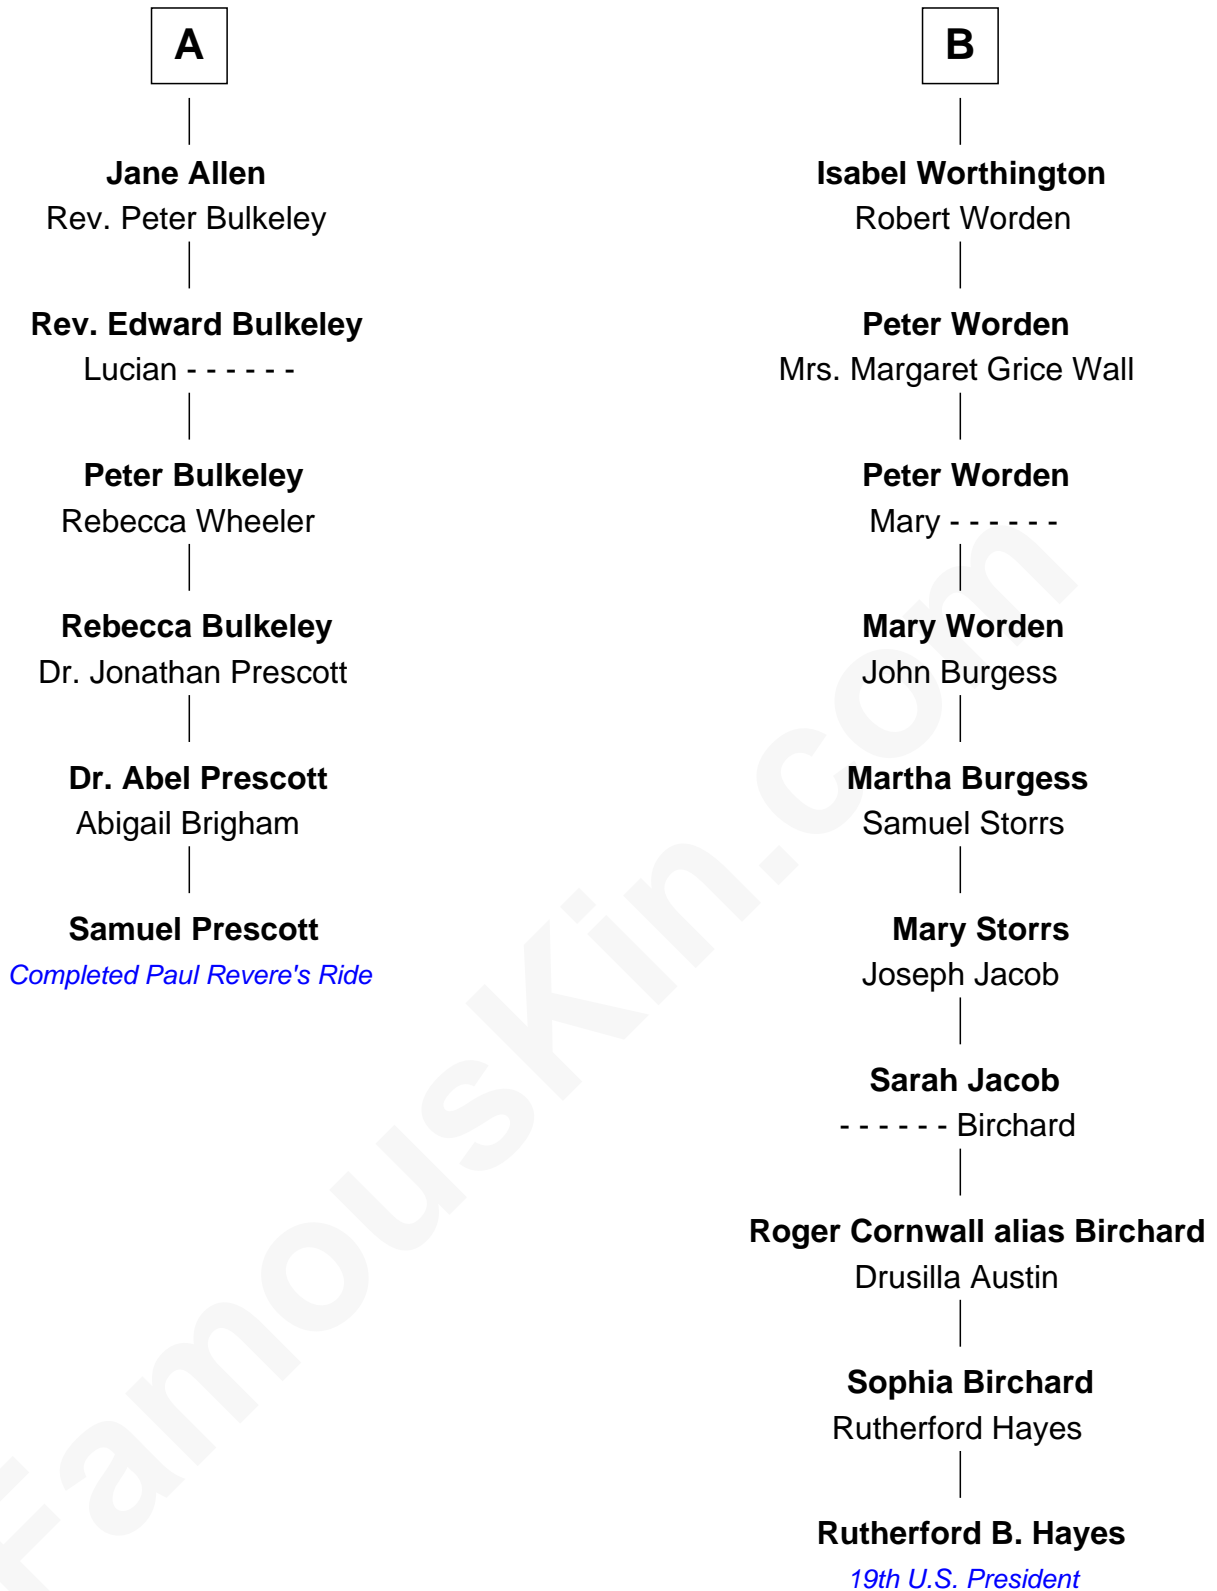 A
Jane Allen
Rev. Peter Bulkeley
Rev. Edward Bulkeley
Lucian - - - - - -
Peter Bulkeley
Rebecca Wheeler
Rebecca Bulkeley
Dr. Jonathan Prescott
Dr. Abel Prescott
Abigail Brigham
Samuel Prescott
Completed Paul Revere's Ride
B
Isabel Worthington
Robert Worden
Peter Worden
Mrs. Margaret Grice Wall
Peter Worden
Mary - - - - - -
Mary Worden
John Burgess
Martha Burgess
Samuel Storrs
Mary Storrs
Joseph Jacob
Sarah Jacob
- - - - - - Birchard
Roger Cornwall alias Birchard
Drusilla Austin
Sophia Birchard
Rutherford Hayes
Rutherford B. Hayes
19th U.S. President
FamousKin.com